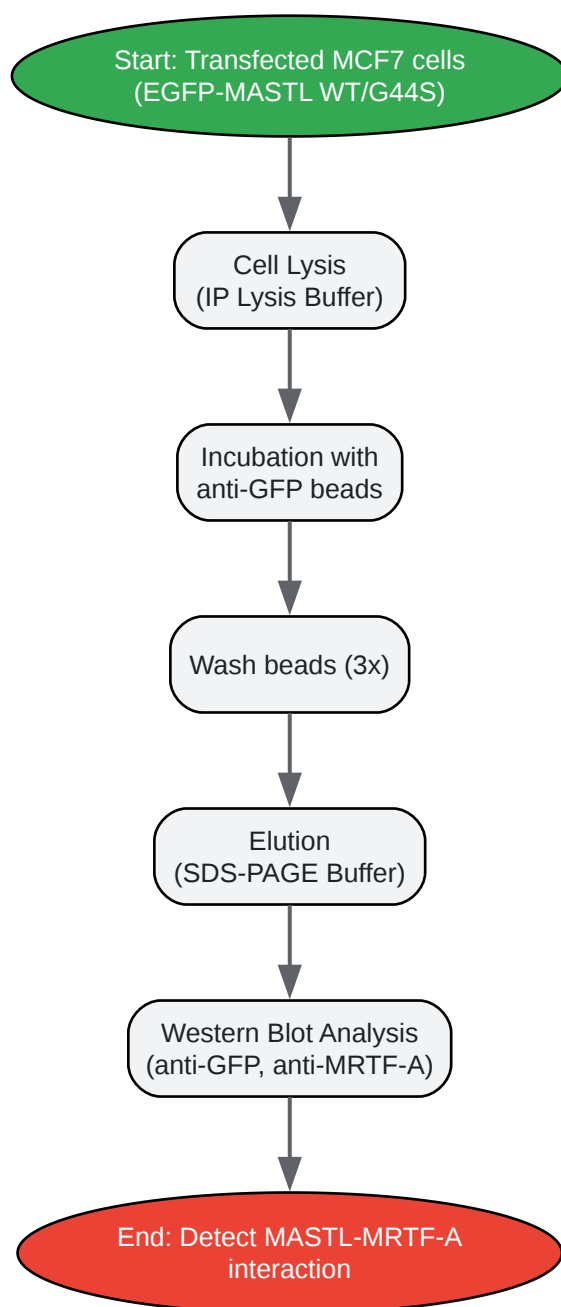 Start: Transfected MCF7 cells
(EGFP-MASTL WT/G44S)
Cell Lysis
(IP Lysis Buffer)
Incubation with
anti-GFP beads
Wash beads (3x)
Elution
(SDS-PAGE Buffer)
Western Blot Analysis
(anti-GFP, anti-MRTF-A)
End: Detect MASTL-MRTF-A
interaction